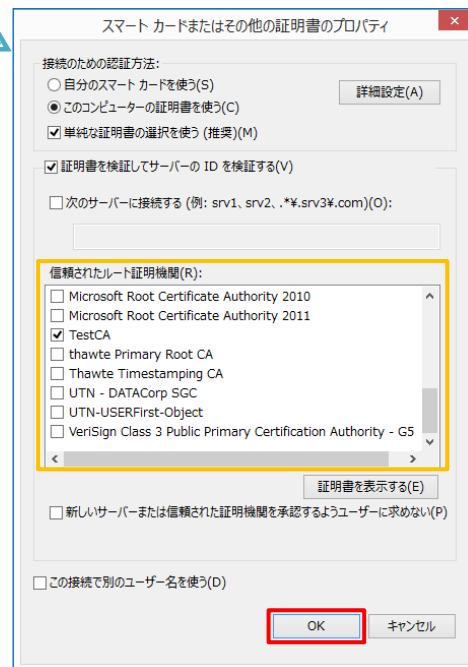 スマート カードまたはその他の証明書のプロパティ
接続のための認証方法:
自分のスマート カードを使う(S)
詳細設定(A)
このコンピューターの証明書を使う(C)
単純な証明書の選択を使う (推奨)(M)
証明書を検証してサーバーの ID を検証する(V)
次のサーバーに接続する (例: srv1、srv2、.*¥.srv3¥.com)(O):
信頼されたルート証明機関(R):
Microsoft Root Certificate Authority 2010
Microsoft Root Certificate Authority 2011
TestCA
thawte Primary Root CA
Thawte Timestamping CA
UTN - DATACorp SGC
UTN-USERFirst-Object
VeriSign Class 3 Public Primary Certification Authority - G5
証明書を表示する(E)
新しいサーバーまたは信頼された証明機関を承認するようユーザーに求めない(P)
この接続で別のユーザー名を使う(D)
OK
キャンセル